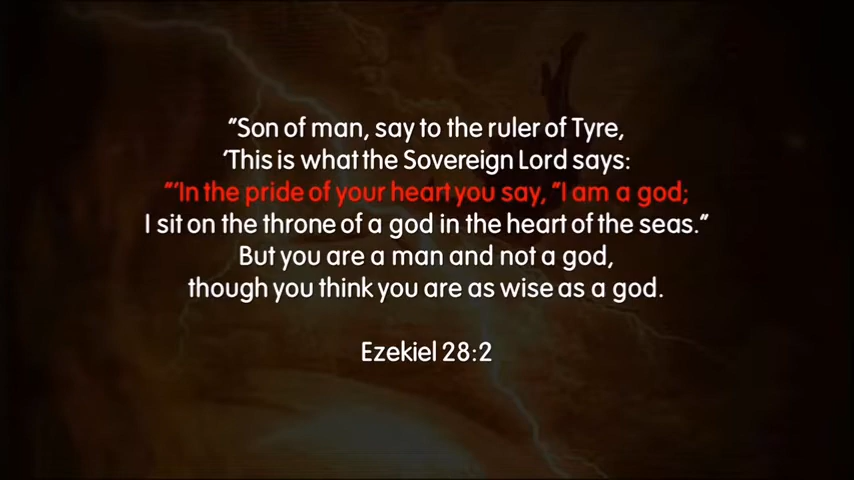 "Son of man, say to the ruler of Tyre,
'This is what the Sovereign Lord says:
"'In the pride of your heart you say, "I am a god;
I sit on the throne of a god in the heart of the seas."
But you are a man and not a god,
though you think you are as wise as a god.
Ezekiel 28:2